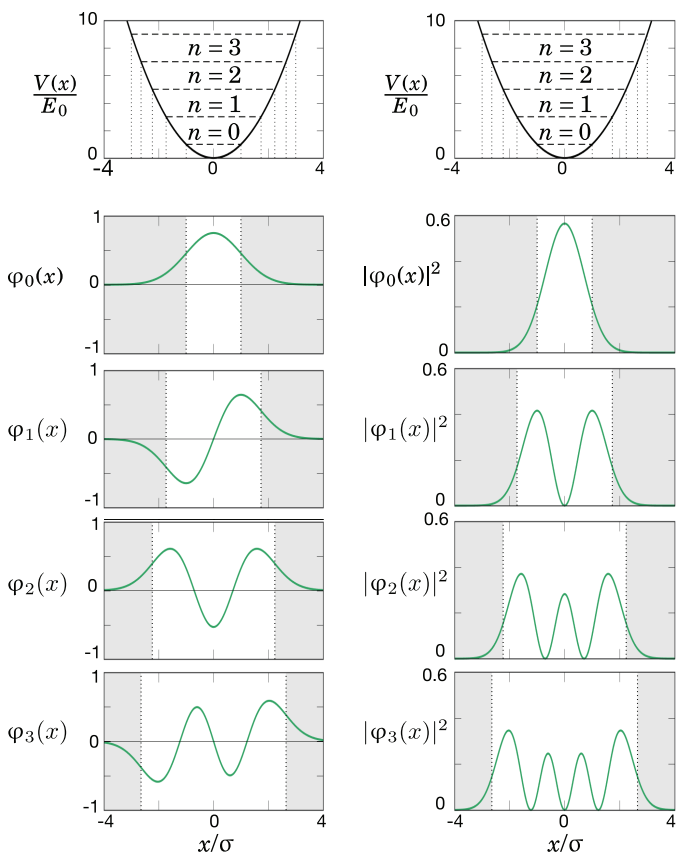 10
n = 3
n = 2
5
n = 1
n = 0
0
-4
0
4
V(x)
E0
10
n = 3
n = 2
5
n = 1
n = 0
0
-4
0
4
V(x)
E0
1
0
-1
φ0(x)
0.6
0
|φ0(x)|²
1
0
-1
φ1(x)
0.6
0
|φ1(x)|²
1
0
-1
φ2(x)
0.6
0
|φ2(x)|²
1
0
-1
φ3(x)
-4
0
4
x/σ
0.6
0
|φ3(x)|²
-4
0
4
x/σ